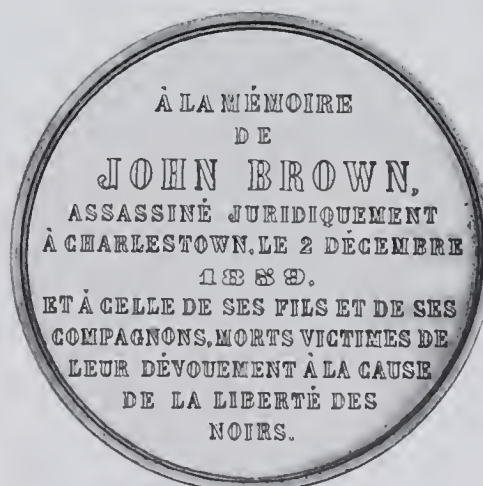 À LA MÉMOIRE
DE
JOHN BROWN,
ASSASSINÉ JURIDIQUEMENT
À CHARLESTOWN, LE 2 DÉCEMBRE
1859.
ET À CELLE DE SES FILS ET DE SES
COMPAGNONS, MORTS VICTIMES DE
LEUR DÉVOUEMENT À LA CAUSE
DE LA LIBERTÉ DES
NOIRS.